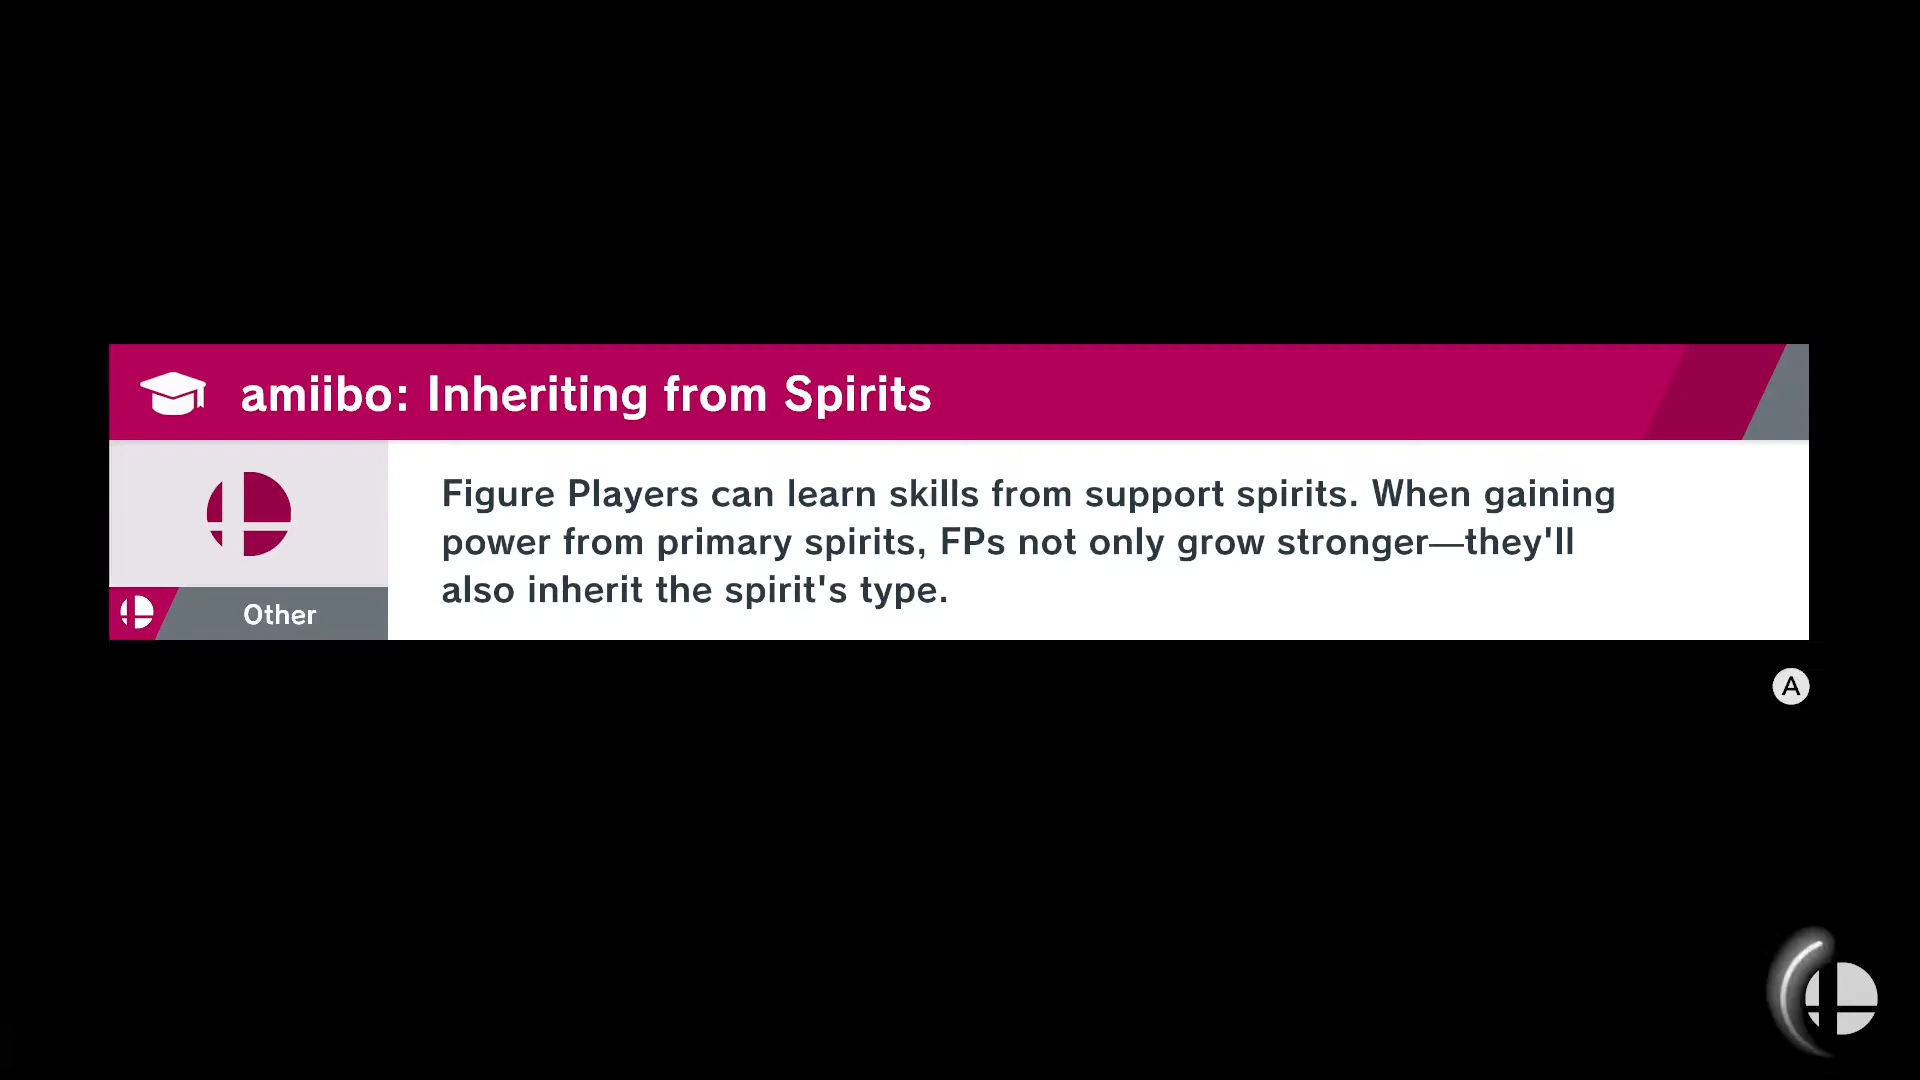 amiibo: Inheriting from Spirits
Figure Players can learn skills from support spirits. When gaining
power from primary spirits, FPs not only grow stronger—they'll
also inherit the spirit's type.
Other
A